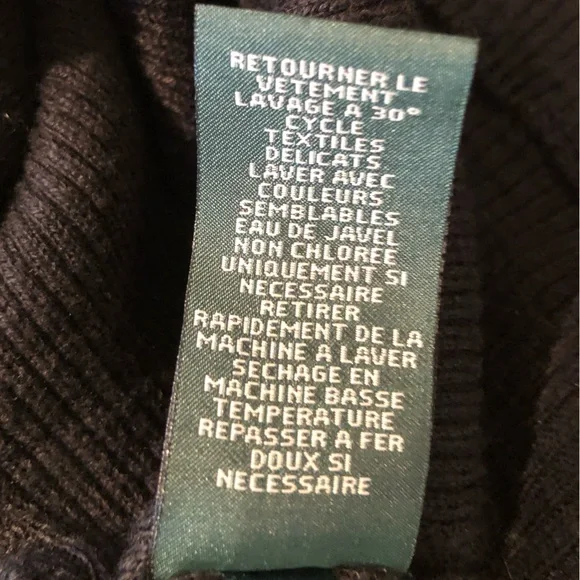 RETOURNER LE
VETEMENT
LAVAGE A 30°
CYCLE
TEXTILES
DELICATS
LAVER AVEC
COULEURS
SEMBLABLES
EAU DE JAVEL
NON CHLOREE
UNIQUEMENT SI
NECESSAIRE
RETIRER
RAPIDEMENT DE LA
MACHINE A LAVER
SECHAGE EN
MACHINE BASSE
TEMPERATURE
REPASSER A FER
DOUX SI
NECESSAIRE